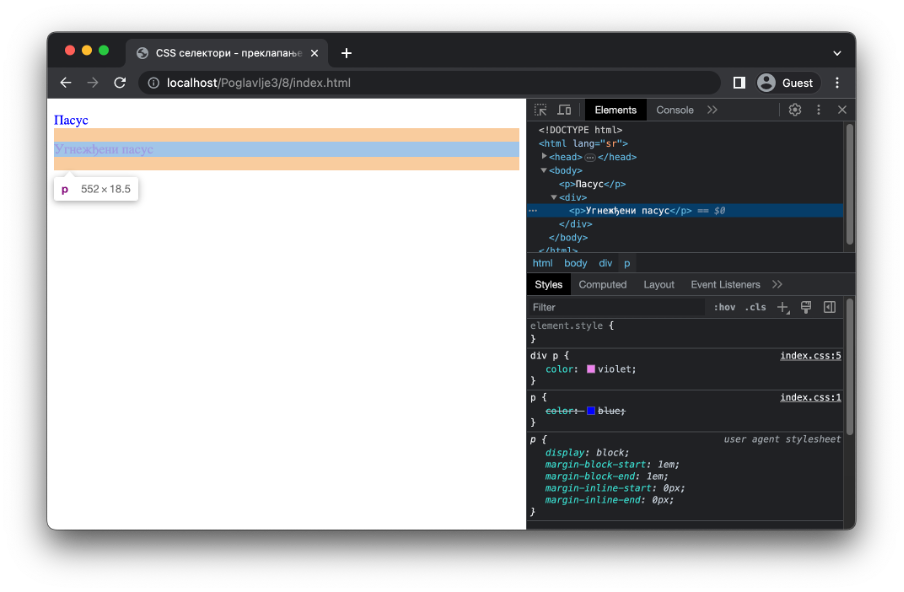 CSS селектори - преклапање
localhost/Poglavlje3/8/index.html
Guest
Пасус
Угнежђени пасус
p 552 × 18.5
Elements Console
<!DOCTYPE html>
<html lang="sr">
<head> ⋯ </head>
<body>
<p>Пасус</p>
<div>
<p>Угнежђени пасус</p> == $0
</div>
</body>
</html>
html body div p
Styles Computed Layout Event Listeners
Filter :hov .cls
element.style {
}
div p { index.css:5
color: violet;
}
p { index.css:1
color: blue;
}
p { user agent stylesheet
display: block;
margin-block-start: 1em;
margin-block-end: 1em;
margin-inline-start: 0px;
margin-inline-end: 0px;
}